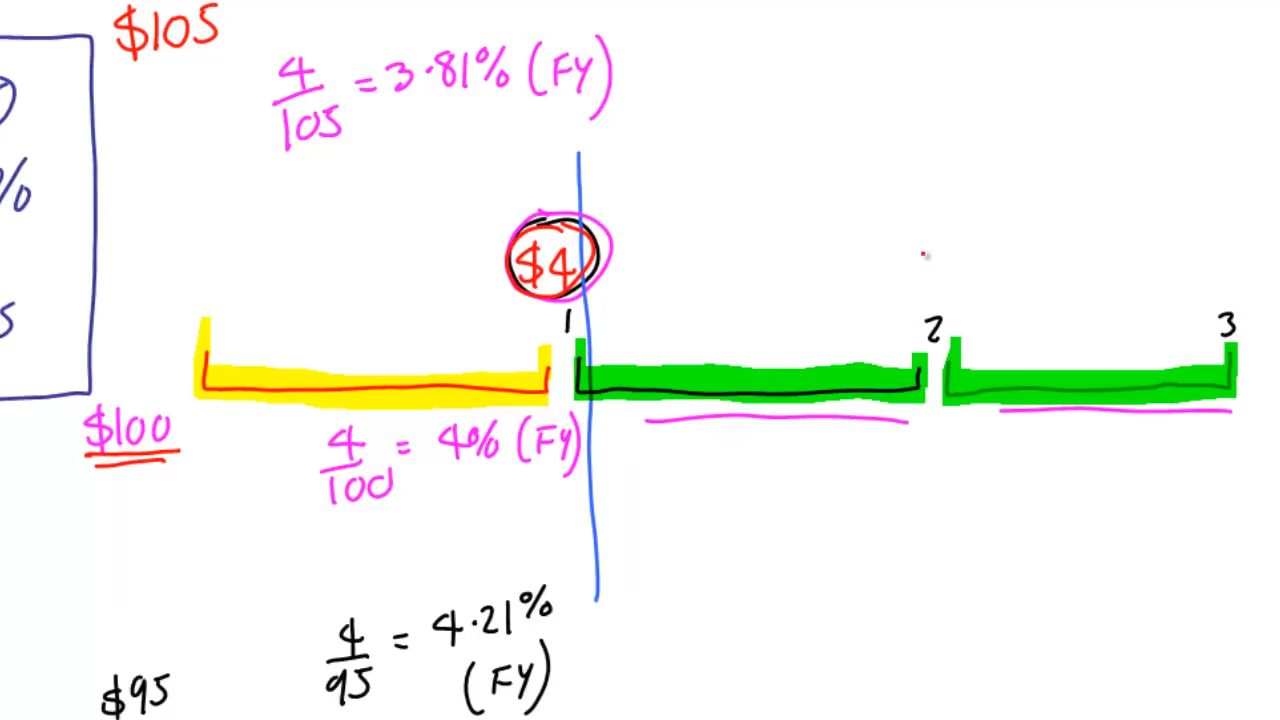 $105
4/105 = 3.81% (FY)
%
$4
1
2
3
5
$100
4/100 = 4% (FY)
4/95 = 4.21%
(FY)
$95